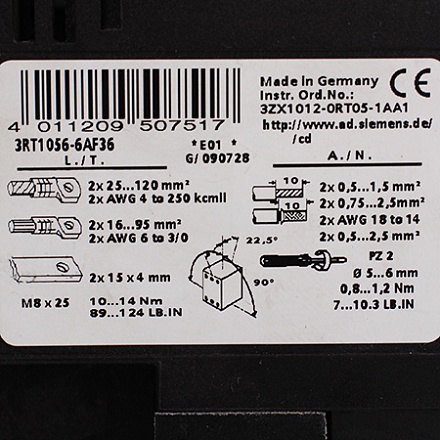 Made in Germany
Instr. Ord.No.:
3ZX1012-0RT05-1AA1
http://www.ad.siemens.de/
/cd
CE
4 011209 507517
3RT1056-6AF36
*E01 *
G/ 090728
L./T.
A./N.
2x 25...120 mm²
2x AWG 4 to 250 kcmil
2x 16...95 mm²
2x AWG 6 to 3/0
2x 15 x 4 mm
M8 x 25
10...14 Nm
89...124 LB.IN
22,5°
90°
10
2x 0,5...1,5 mm²
2x 0,75...2,5mm²
10
2x AWG 18 to 14
2x 0,5...2,5 mm²
PZ 2
Ø 5...6 mm
0,8...1,2 Nm
7...10.3 LB.IN